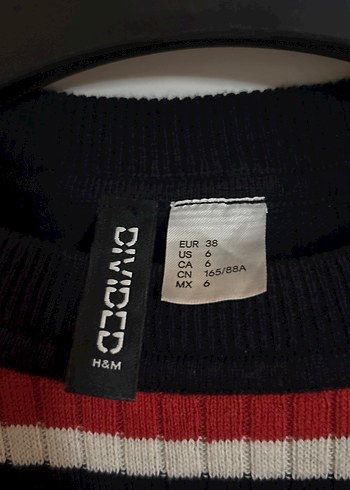 DIVIDED
H&M
EUR 38
US 6
CA 6
CN 165/88A
MX 6